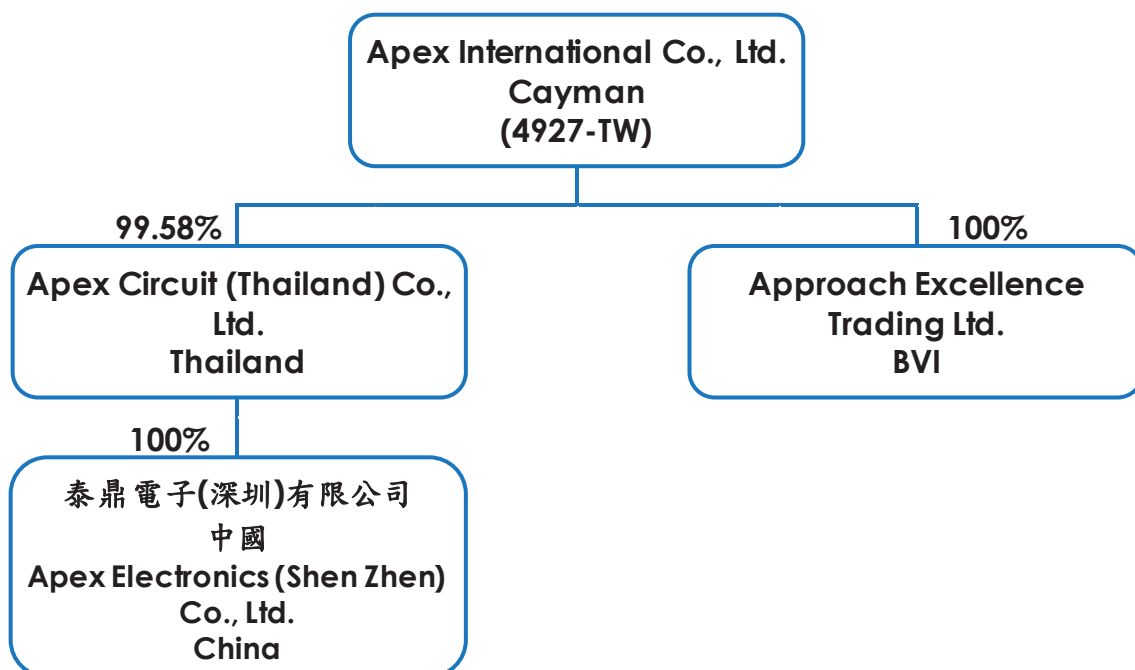 Apex International Co., Ltd.
Cayman
(4927-TW)
99.58%
100%
Apex Circuit (Thailand) Co.,
Ltd.
Thailand
Approach Excellence
Trading Ltd.
BVI
100%
泰鼎電子(深圳)有限公司
中國
Apex Electronics (Shen Zhen)
Co., Ltd.
China